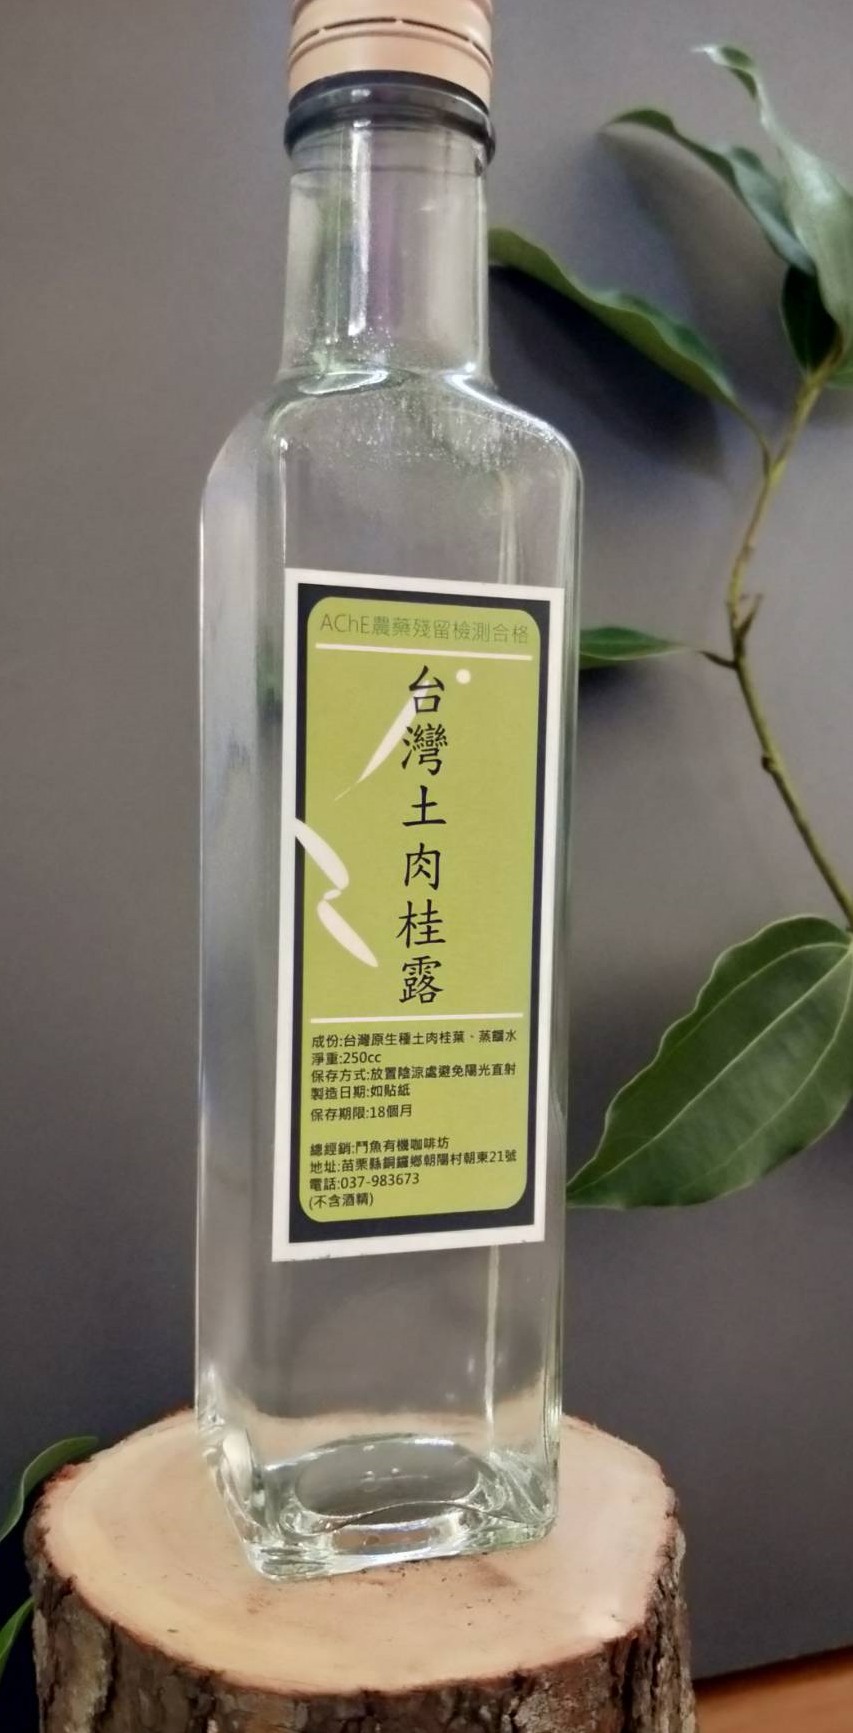 AChE農藥殘留檢測合格
台灣土肉桂露
成份:台灣原生種土肉桂葉、蒸餾水
淨重:250cc
保存方式:放置陰涼處避免陽光直射
製造日期:如貼紙
保存期限:18個月
總經銷:鬥魚有機咖啡坊
地址:苗栗縣銅鑼鄉朝陽村朝東21號
電話:037-983673
(不含酒精)